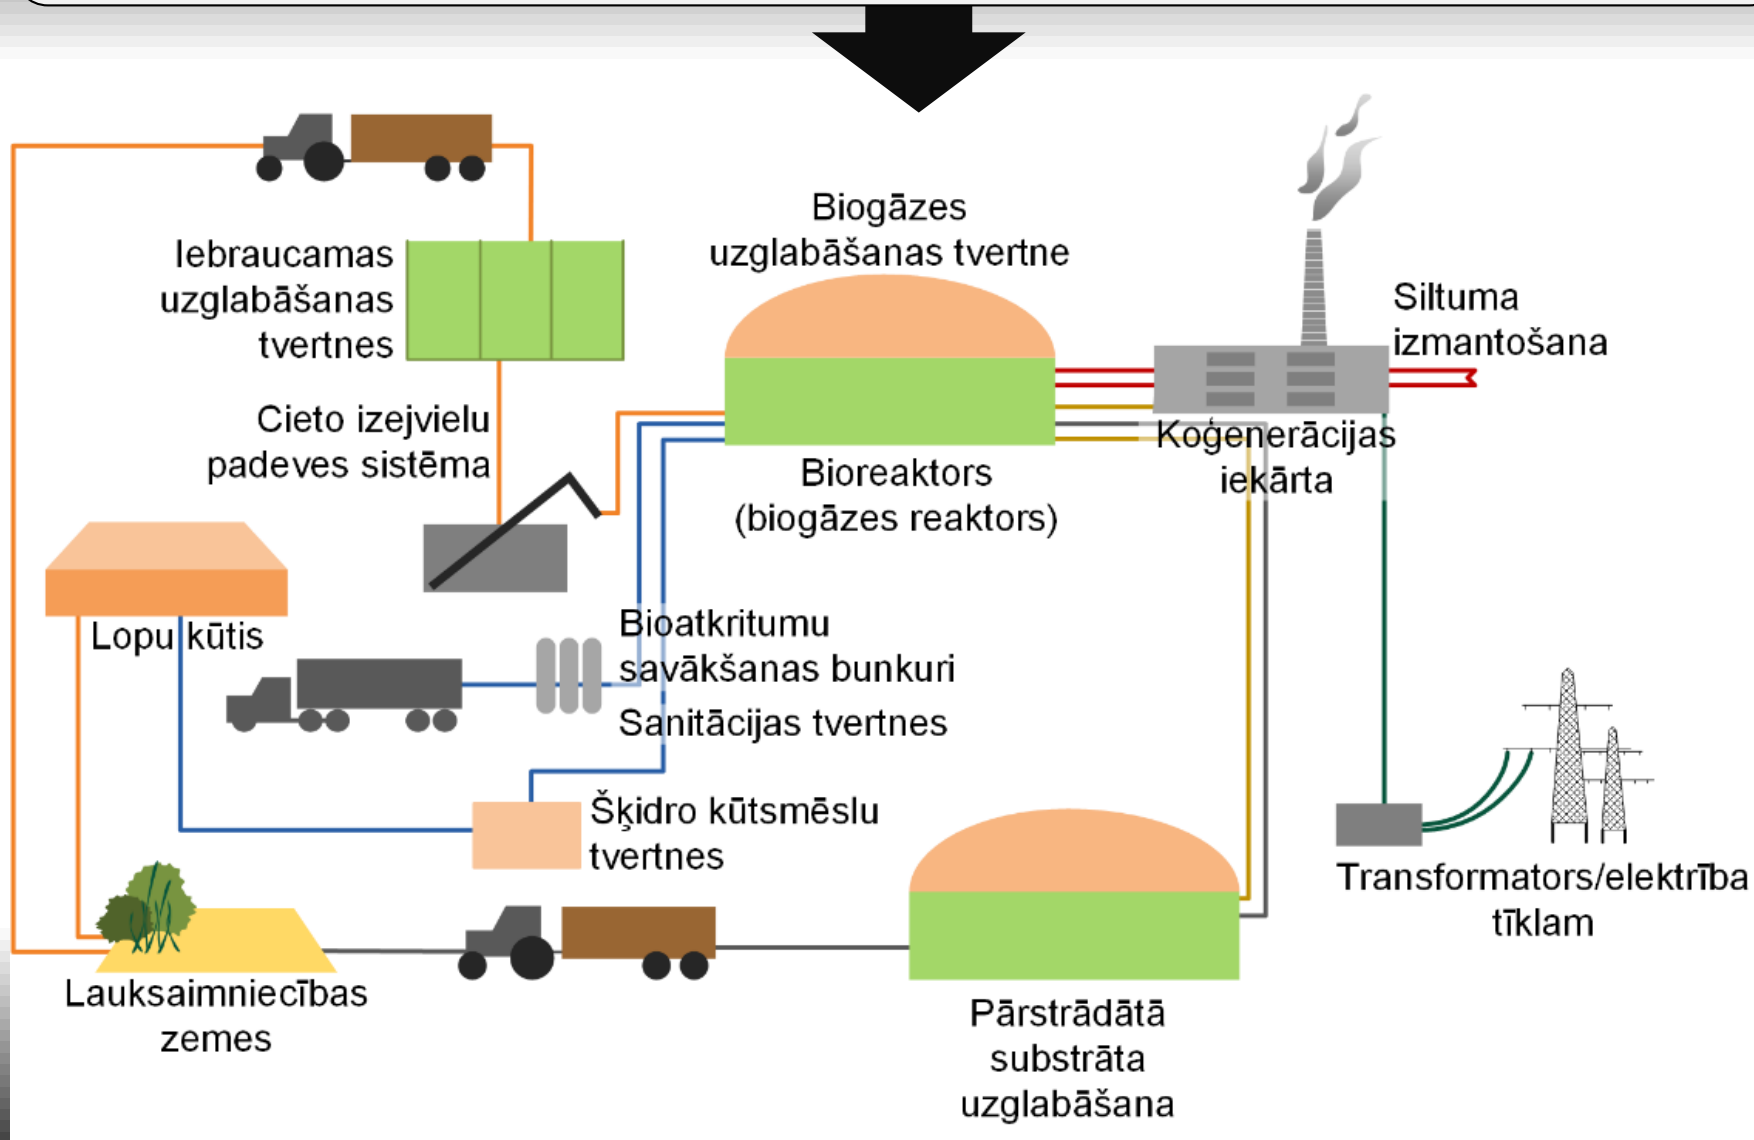 Biogāzes
uzglabāšanas tvertne
Iebraucamas
uzglabāšanas
tvertnes
Siltuma
izmantošana
Cieto izejvielu
padeves sistēma
Koģenerācijas
iekārta
Bioreaktors
(biogāzes reaktors)
Lopu kūtis
Bioatkritumu
savākšanas bunkuri
Sanitācijas tvertnes
Šķidro kūtsmēslu
tvertnes
Transformators/elektrība
tīklam
Lauksaimniecības
zemes
Pārstrādātā
substrāta
uzglabāšana